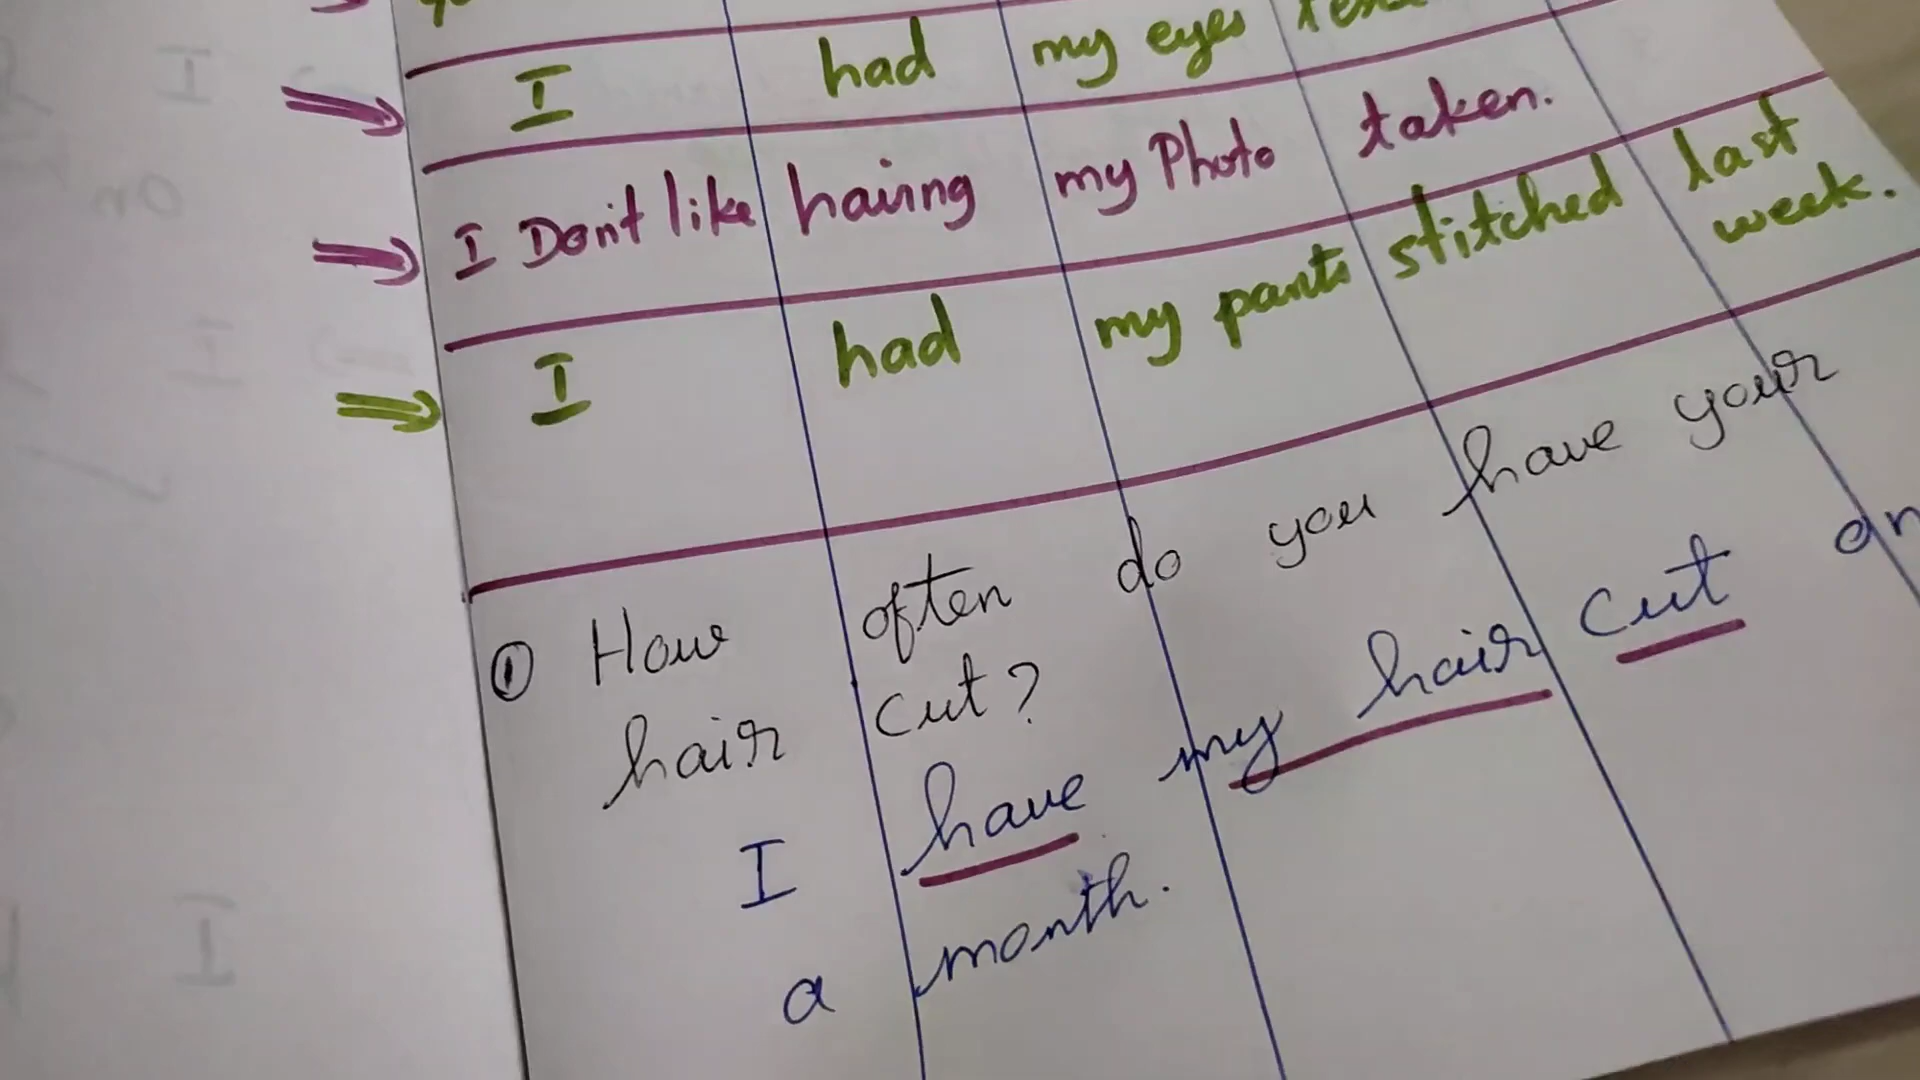 I had my eyes
I Don't like haiing my Photo taken.
I had my pants stitched last week.
① How often do you have your
hair cut?
I have my hair cut on
a month.